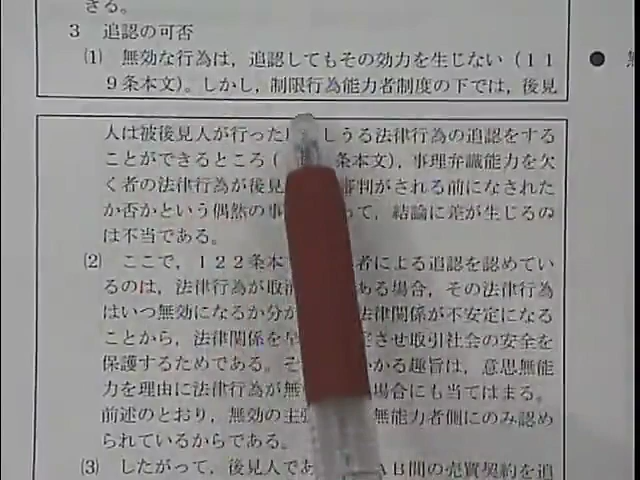 きる。
3 追認の可否
(1) 無効な行為は，追認してもその効力を生じない（11
9条本文）。しかし，制限行為能力者制度の下では，後見
人は被後見人が行った しうる法律行為の追認をする
ことができるところ（ 条本文），事理弁識能力を欠
く者の法律行為が後見 審判がされる前になされた
か否かという偶然の事 って，結論に差が生じるの
は不当である。
(2) ここで，122条本 者による追認を認めてい
るのは，法律行為が取 ある場合，その法律行為
はいつ無効になるか分か 法律関係が不安定になる
ことから，法律関係を 定させ取引社会の安全を
保護するためである。そ かる趣旨は，意思無能
力を理由に法律行為が無 場合にも当てはまる。
前述のとおり，無効の主 無能力者側にのみ認め
られているからである。
(3) したがって，後見人であ AB間の売買契約を追